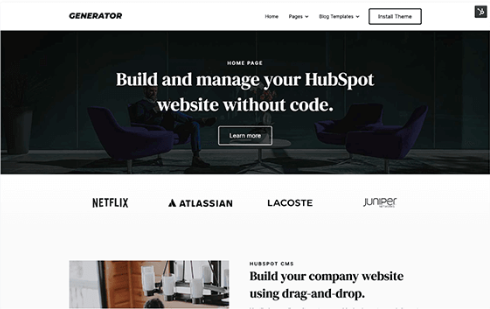 GENERATOR
Home Pages Blog Templates Install Theme
HOME PAGE
Build and manage your HubSpot
website without code.
Learn more
NETFLIX ATLASSIAN LACOSTE JUNIPER
NETWORKS
HUBSPOT CMS
Build your company website
using drag-and-drop.